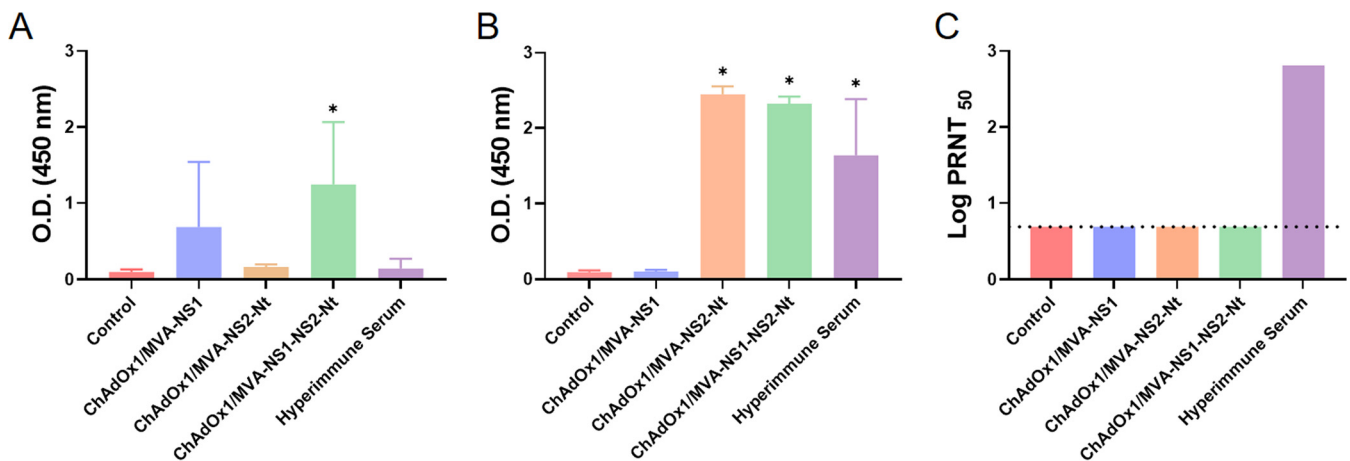 A
O.D. (450 nm)
3
2
1
0
*
Control
ChAdOx1/MVA-NS1
ChAdOx1/MVA-NS2-Nt
ChAdOx1/MVA-NS1-NS2-Nt
Hyperimmune Serum
B
O.D. (450 nm)
3
2
1
0
*
*
*
Control
ChAdOx1/MVA-NS1
ChAdOx1/MVA-NS2-Nt
ChAdOx1/MVA-NS1-NS2-Nt
Hyperimmune Serum
C
Log PRNT 50
3
2
1
0
Control
ChAdOx1/MVA-NS1
ChAdOx1/MVA-NS2-Nt
ChAdOx1/MVA-NS1-NS2-Nt
Hyperimmune Serum